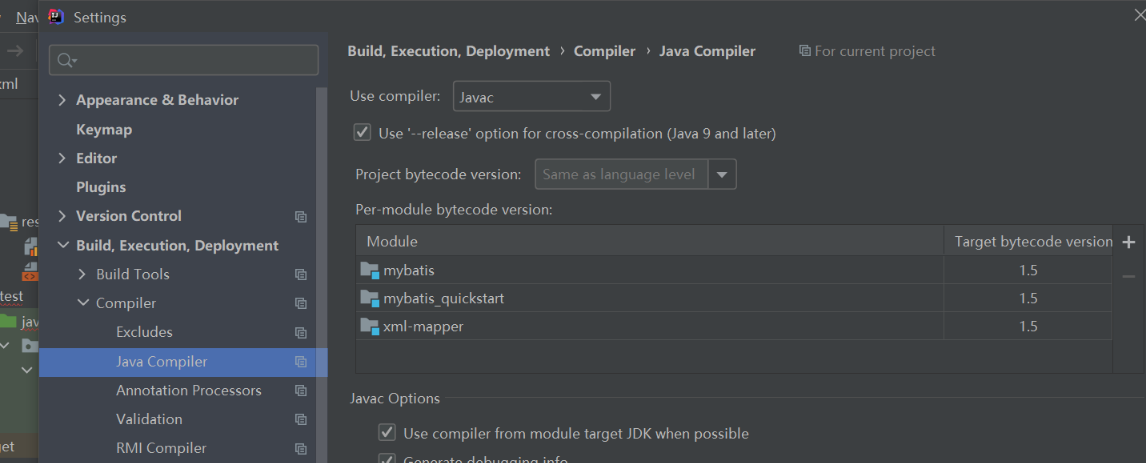 Nav
Settings
Build, Execution, Deployment › Compiler › Java Compiler
For current project
ml
Appearance & Behavior
Keymap
Editor
Plugins
Version Control
Build, Execution, Deployment
Build Tools
Compiler
Excludes
Java Compiler
Annotation Processors
Validation
RMI Compiler
res
test
jav
get
Use compiler: Javac
Use '--release' option for cross-compilation (Java 9 and later)
Project bytecode version: Same as language level
Per-module bytecode version:
Module Target bytecode version
mybatis 1.5
mybatis_quickstart 1.5
xml-mapper 1.5
Javac Options
Use compiler from module target JDK when possible
Generate debugging info